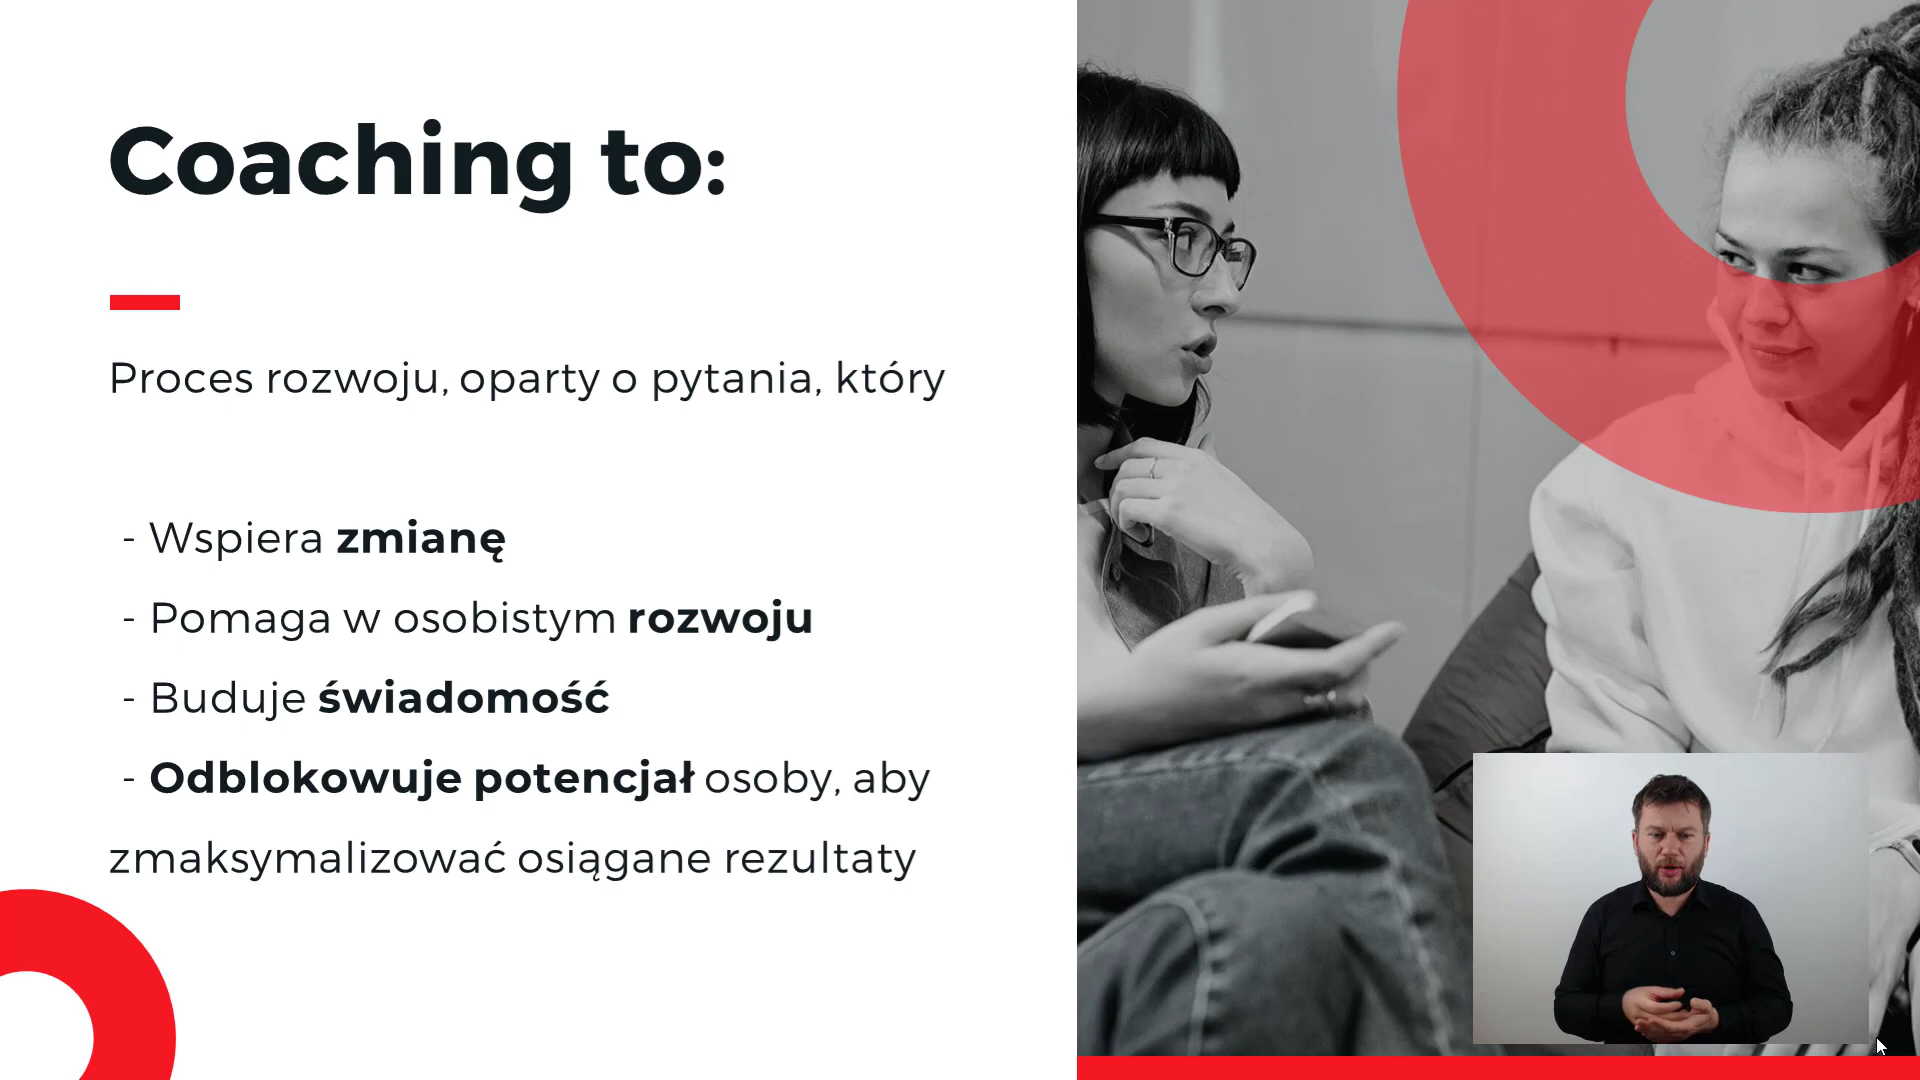 Coaching to:
Proces rozwoju, oparty o pytania, który
- Wspiera zmianę
- Pomaga w osobistym rozwoju
- Buduje świadomość
- Odblokowuje potencjał osoby, aby
zmaksymalizować osiągane rezultaty